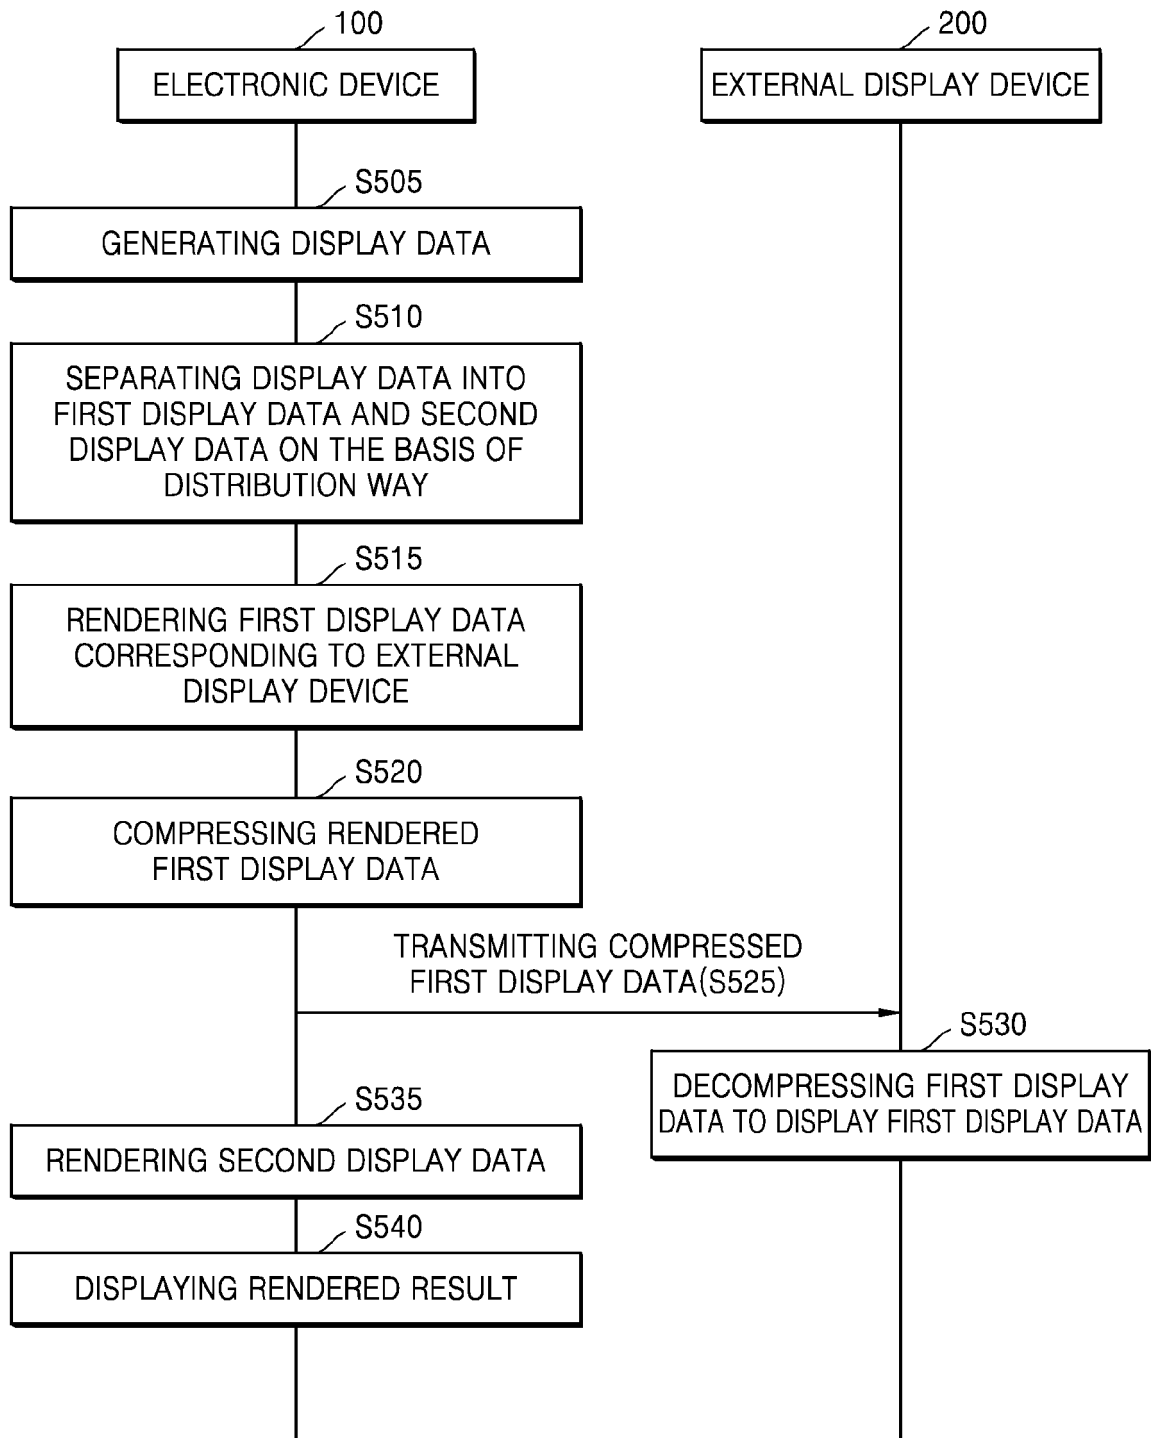 100
200
ELECTRONIC DEVICE
EXTERNAL DISPLAY DEVICE
S505
GENERATING DISPLAY DATA
S510
SEPARATING DISPLAY DATA INTO
FIRST DISPLAY DATA AND SECOND
DISPLAY DATA ON THE BASIS OF
DISTRIBUTION WAY
S515
RENDERING FIRST DISPLAY DATA
CORRESPONDING TO EXTERNAL
DISPLAY DEVICE
S520
COMPRESSING RENDERED
FIRST DISPLAY DATA
TRANSMITTING COMPRESSED
FIRST DISPLAY DATA(S525)
S530
DECOMPRESSING FIRST DISPLAY
DATA TO DISPLAY FIRST DISPLAY DATA
S535
RENDERING SECOND DISPLAY DATA
S540
DISPLAYING RENDERED RESULT